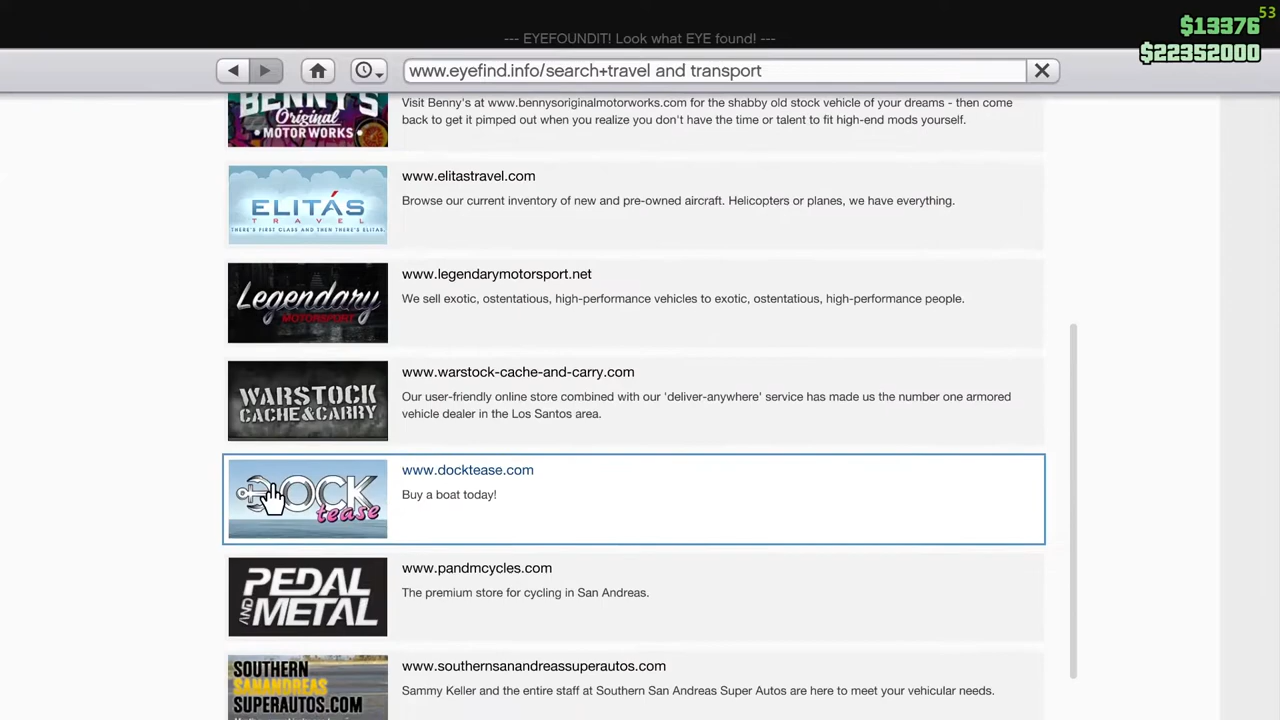 53
$13376
--- EYEFOUNDIT! Look what EYE found! ---
$22352000
www.eyefind.info/search+travel and transport
BENNY'S
Original
• MOTOR WORKS •
Visit Benny's at www.bennysoriginalmotorworks.com for the shabby old stock vehicle of your dreams - then come
back to get it pimped out when you realize you don't have the time or talent to fit high-end mods yourself.
ELITÁS
TRAVEL
THERE'S FIRST CLASS AND THEN THERE'S ELITAS.
www.elitastravel.com
Browse our current inventory of new and pre-owned aircraft. Helicopters or planes, we have everything.
Legendary
MOTORSPORT
www.legendarymotorsport.net
We sell exotic, ostentatious, high-performance vehicles to exotic, ostentatious, high-performance people.
WARSTOCK
CACHE&CARRY
www.warstock-cache-and-carry.com
Our user-friendly online store combined with our 'deliver-anywhere' service has made us the number one armored
vehicle dealer in the Los Santos area.
DOCK
tease
www.docktease.com
Buy a boat today!
PEDAL
AND METAL
www.pandmcycles.com
The premium store for cycling in San Andreas.
SOUTHERN
SANANDREAS
SUPERAUTOS.COM
www.southernsanandreassuperautos.com
Sammy Keller and the entire staff at Southern San Andreas Super Autos are here to meet your vehicular needs.